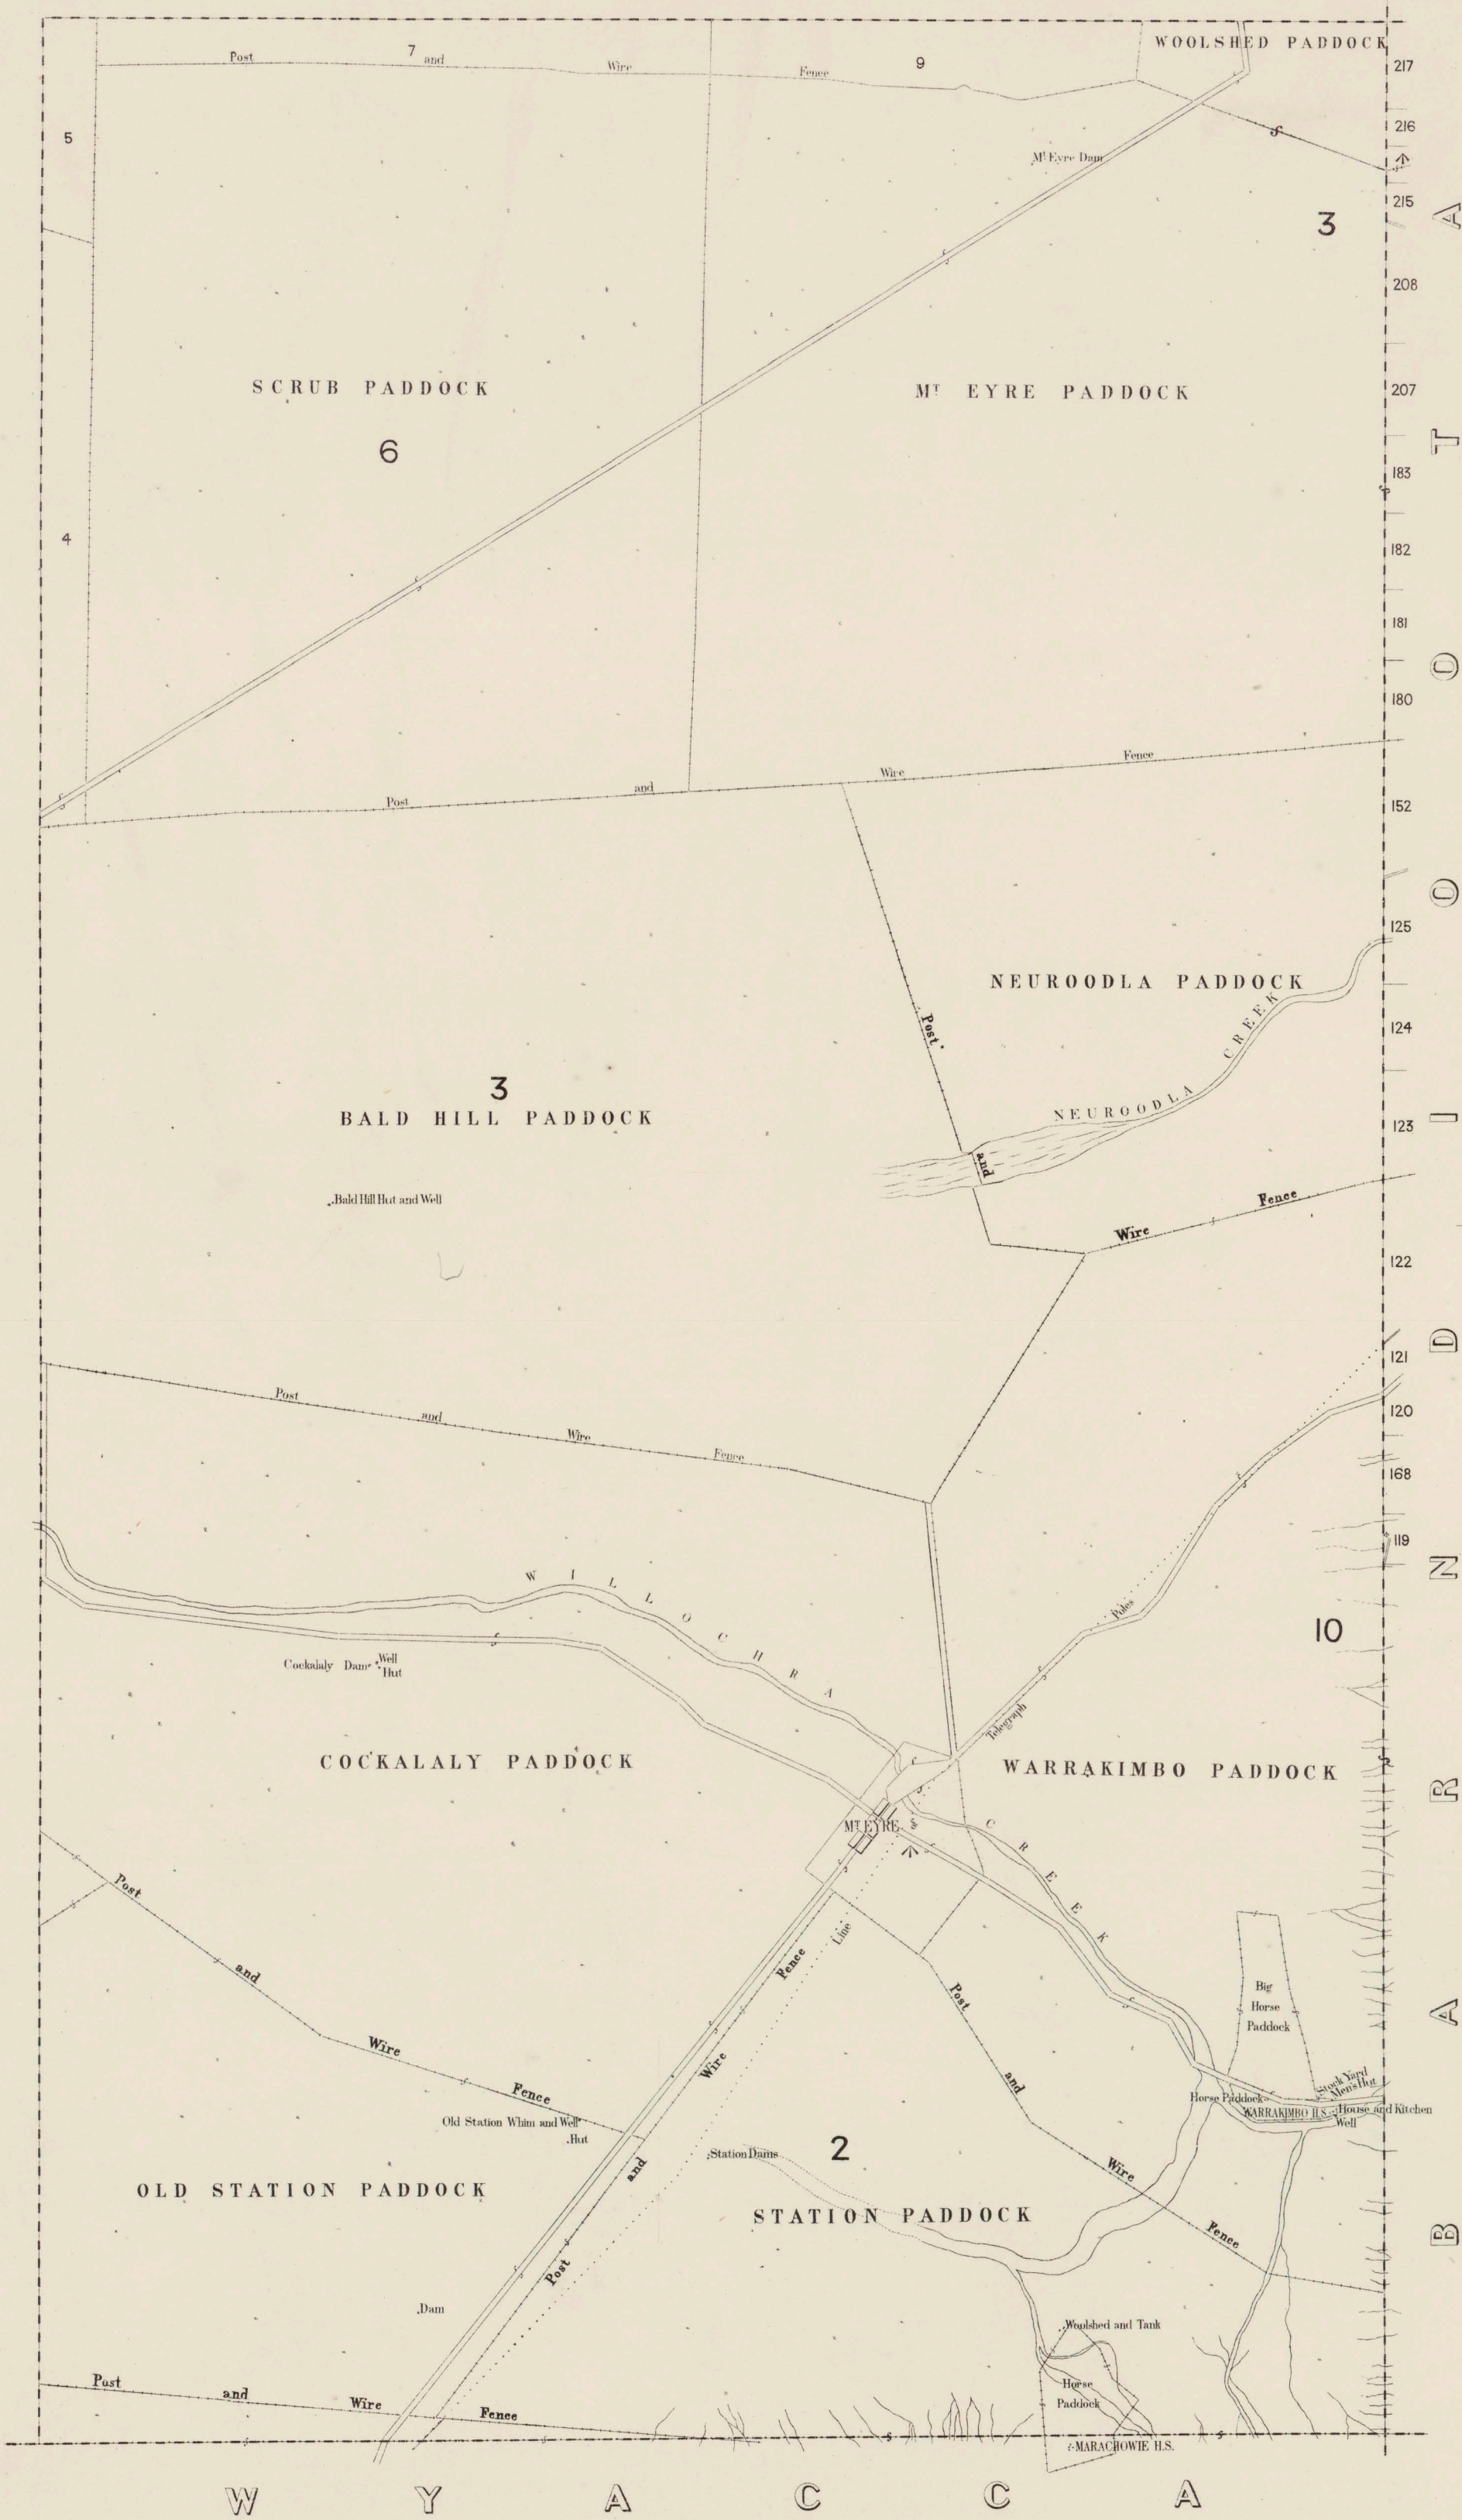 WOOLSHED PADDOCK
Post 7 and Wire Fence 9
217
5
216
Mt Eyre Dam
215
3
208
SCRUB PADDOCK
Mt EYRE PADDOCK
207
6
183
4
182
181
180
Post and Wire Fence
152
125
NEUROODLA PADDOCK
Post and
124
NEUROODLA CREEK
3
BALD HILL PADDOCK
123
Bald Hill Hut and Well
Wire Fence
122
121
Post and Wire Fence
120
168
119
WILLOCHRA
Poles
10
Cockalaly Dam
Well
Hut
Telegraph
COCKALALY PADDOCK
WARRAKIMBO PADDOCK
Mt EYRE
CREEK
Post and Wire Fence
Line
Post and Wire Fence
Post and Wire Fence
Big
Horse
Paddock
Stock Yard
Men's Hut
Horse Paddock
WARRAKIMBO H.S.
House and Kitchen
Well
Old Station Whim and Well
Hut
Station Dams
2
OLD STATION PADDOCK
STATION PADDOCK
Dam
Woolshed and Tank
Horse
Paddock
Post and Wire Fence
MARACHOWIE H.S.
WYACCA
BARNDIOOTA